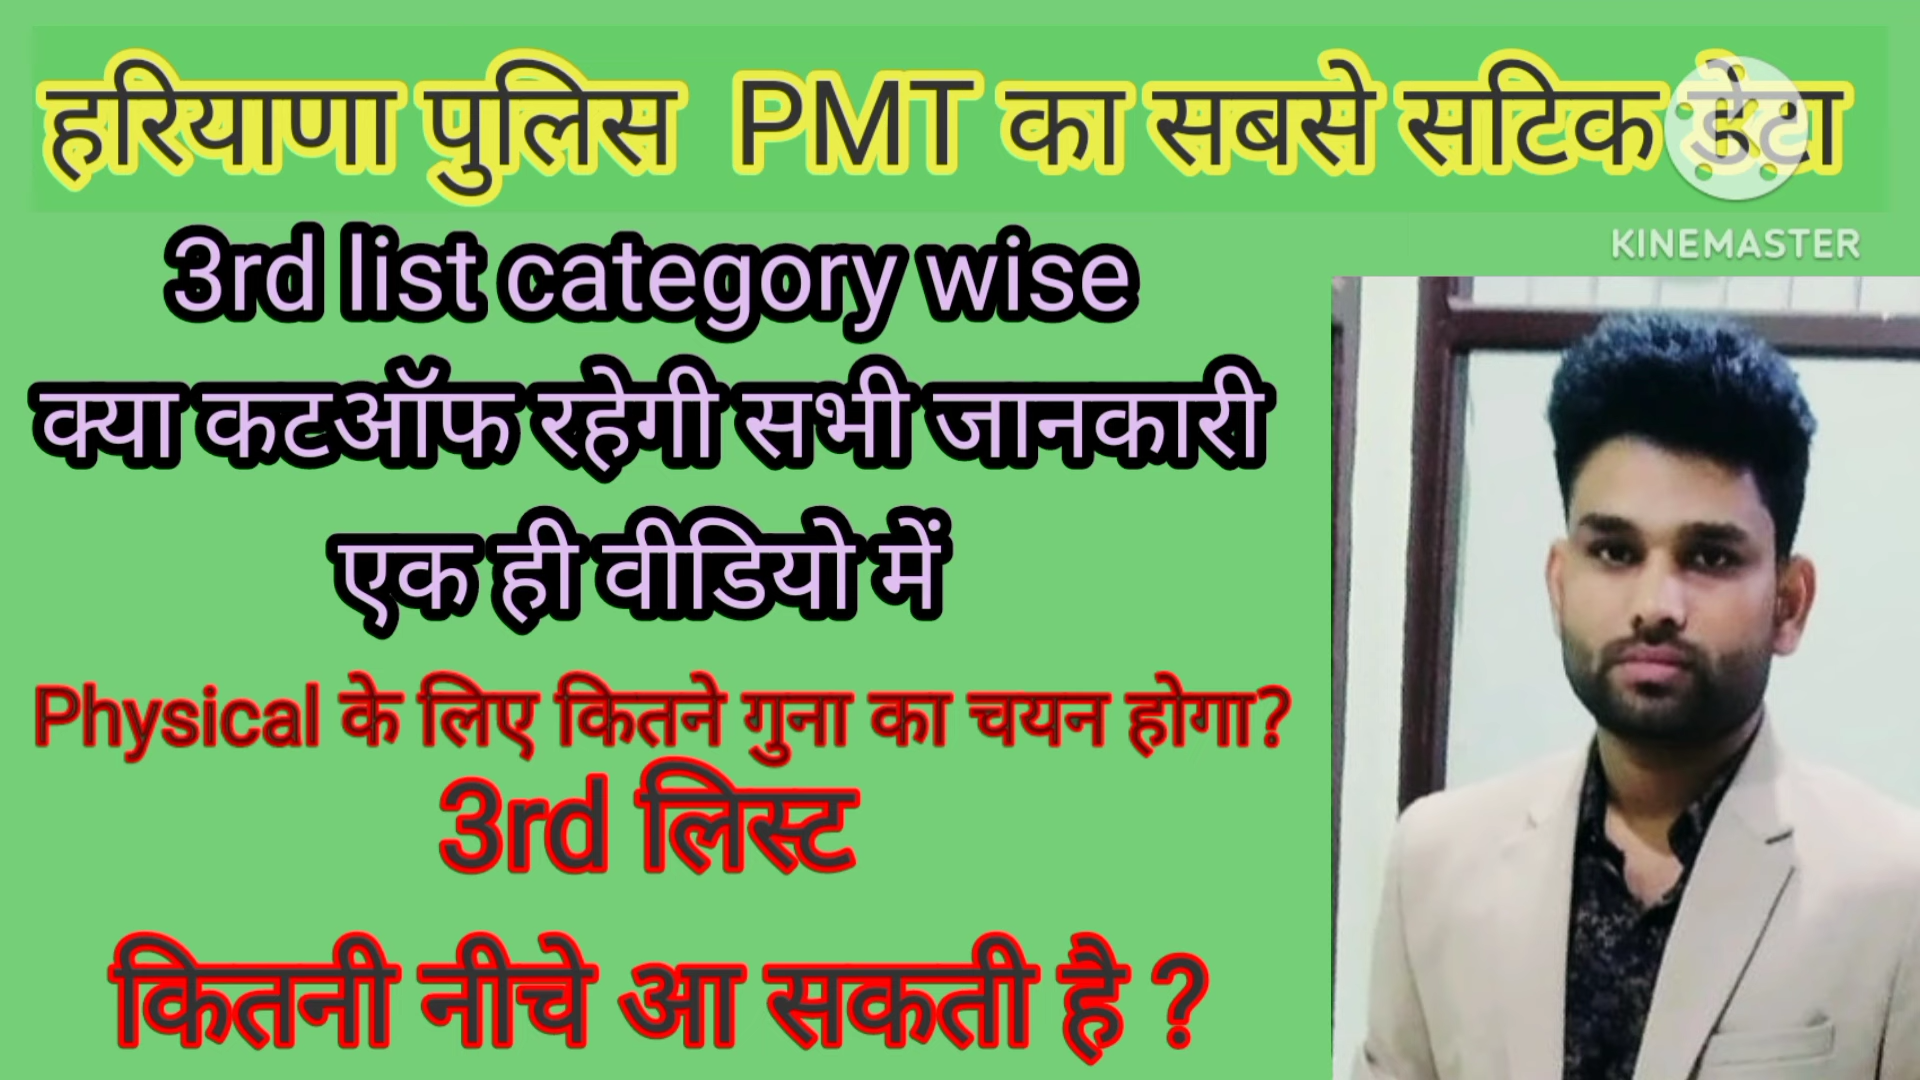 हरियाणा पुलिस PMT का सबसे सटिक डेटा
KINEMASTER
3rd list category wise
क्या कटऑफ रहेगी सभी जानकारी
एक ही वीडियो में
Physical के लिए कितने गुना का चयन होगा?
3rd लिस्ट
कितनी नीचे आ सकती है ?